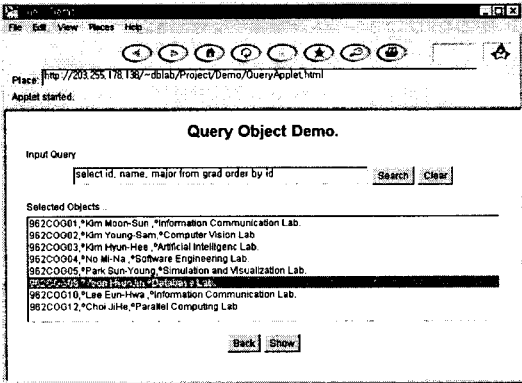 File Edit View Places Help
Place: http://203.255.178.138/~dblab/Project/Demo/QueryApplet.html
Applet started.
Query Object Demo.
Input Query
select id, name, major from grad order by id
Search Clear
Selected Objects ..
962COG01,°Kim Moon-Sun ,°Information Communication Lab.
962COG02,°Kim Young-Sam,°Computer Vision Lab
962COG03,°Kim Hyun-Hee ,°Artificial Intelligenc Lab.
962COG04,°No Mi-Na ,°Software Engineering Lab.
962COG05,°Park Sun-Young,°Simulation and Visualization Lab.
°Database Lab.
962COG10,°Lee Eun-Hwa ,°Information Communication Lab.
962COG12,°Choi JiHe,°Parallel Computing Lab
Back Show